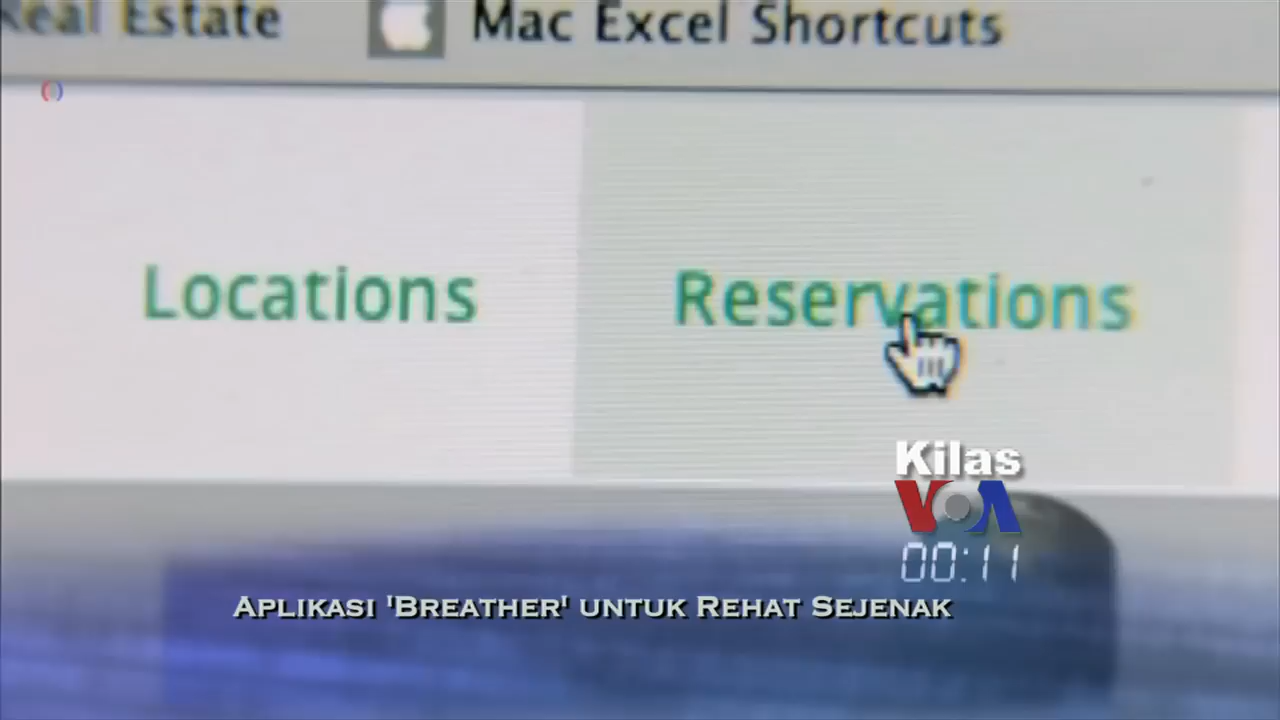 Real Estate Mac Excel Shortcuts
Locations Reservations
Kilas
VOA
00:11
APLIKASI 'BREATHER' UNTUK REHAT SEJENAK